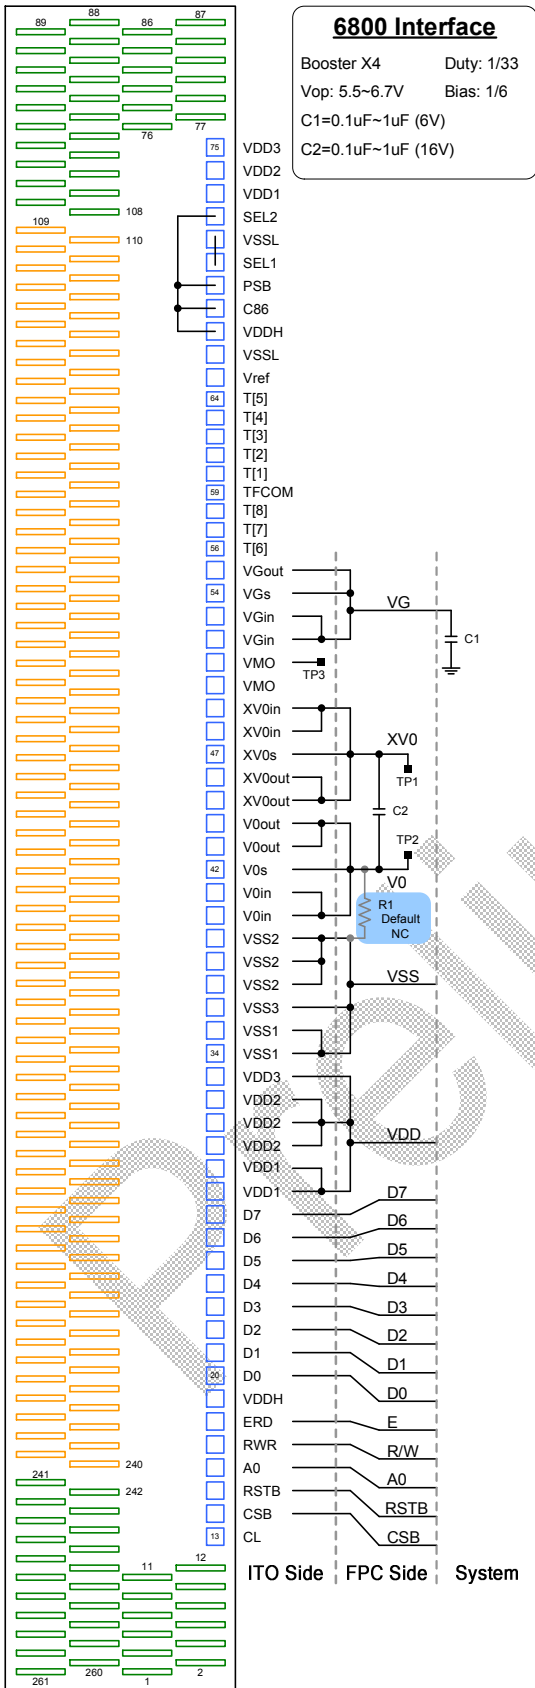 6800 Interface
Booster X4 Duty: 1/33
Vop: 5.5~6.7V Bias: 1/6
C1=0.1uF~1uF (6V)
C2=0.1uF~1uF (16V)
88 87
89 86
76 77
75 VDD3
VDD2
VDD1
108 SEL2
109
110 VSSL
SEL1
PSB
C86
VDDH
VSSL
Vref
64 T[5]
T[4]
T[3]
T[2]
T[1]
59 TFCOM
T[8]
T[7]
56 T[6]
VGout
54 VGs
VG
VGin
VGin C1
VMO
TP3
VMO
XV0in
XV0in
XV0
47 XV0s
XV0out TP1
XV0out
C2
V0out
TP2
V0out
42 V0s
V0
V0in
R1
Default
NC
V0in
VSS2
VSS2
VSS
VSS2
VSS3
VSS1
34 VSS1
VDD3
VDD2
VDD2
VDD
VDD2
VDD1
VDD1
D7
D7
D6
D6
D5
D5
D4
D4
D3
D3
D2
D2
D1
D1
20 D0
D0
VDDH
ERD E
RWR R/W
240
A0 A0
241
242 RSTB RSTB
CSB CSB
13 CL
12
11
ITO Side FPC Side System
261 260 1 2
Preli